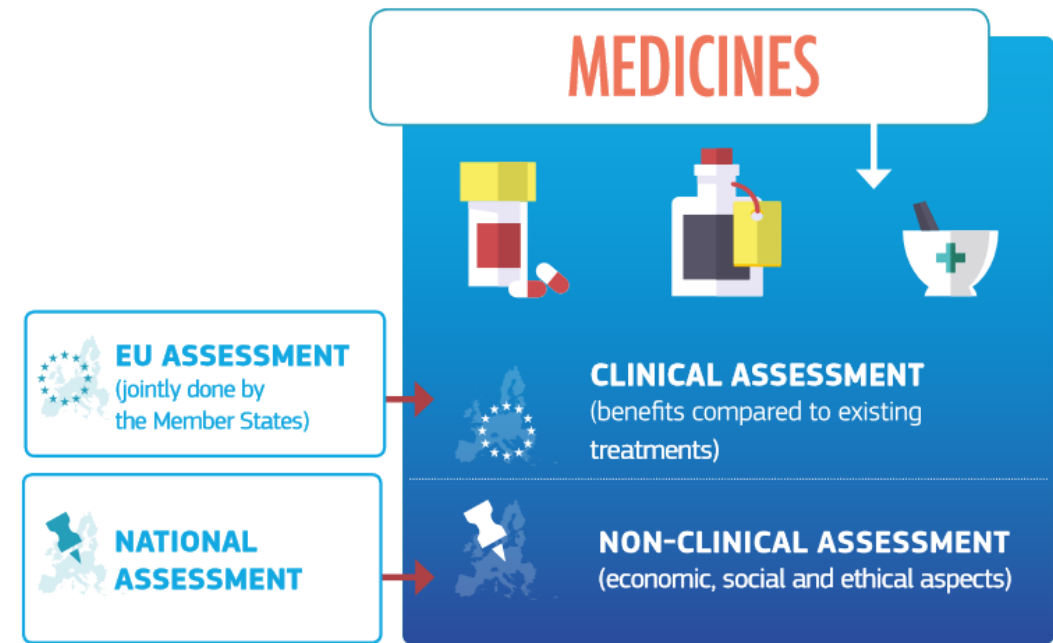 MEDICINES
EU ASSESSMENT
(jointly done by
the Member States)
CLINICAL ASSESSMENT
(benefits compared to existing
treatments)
NATIONAL
ASSESSMENT
NON-CLINICAL ASSESSMENT
(economic, social and ethical aspects)